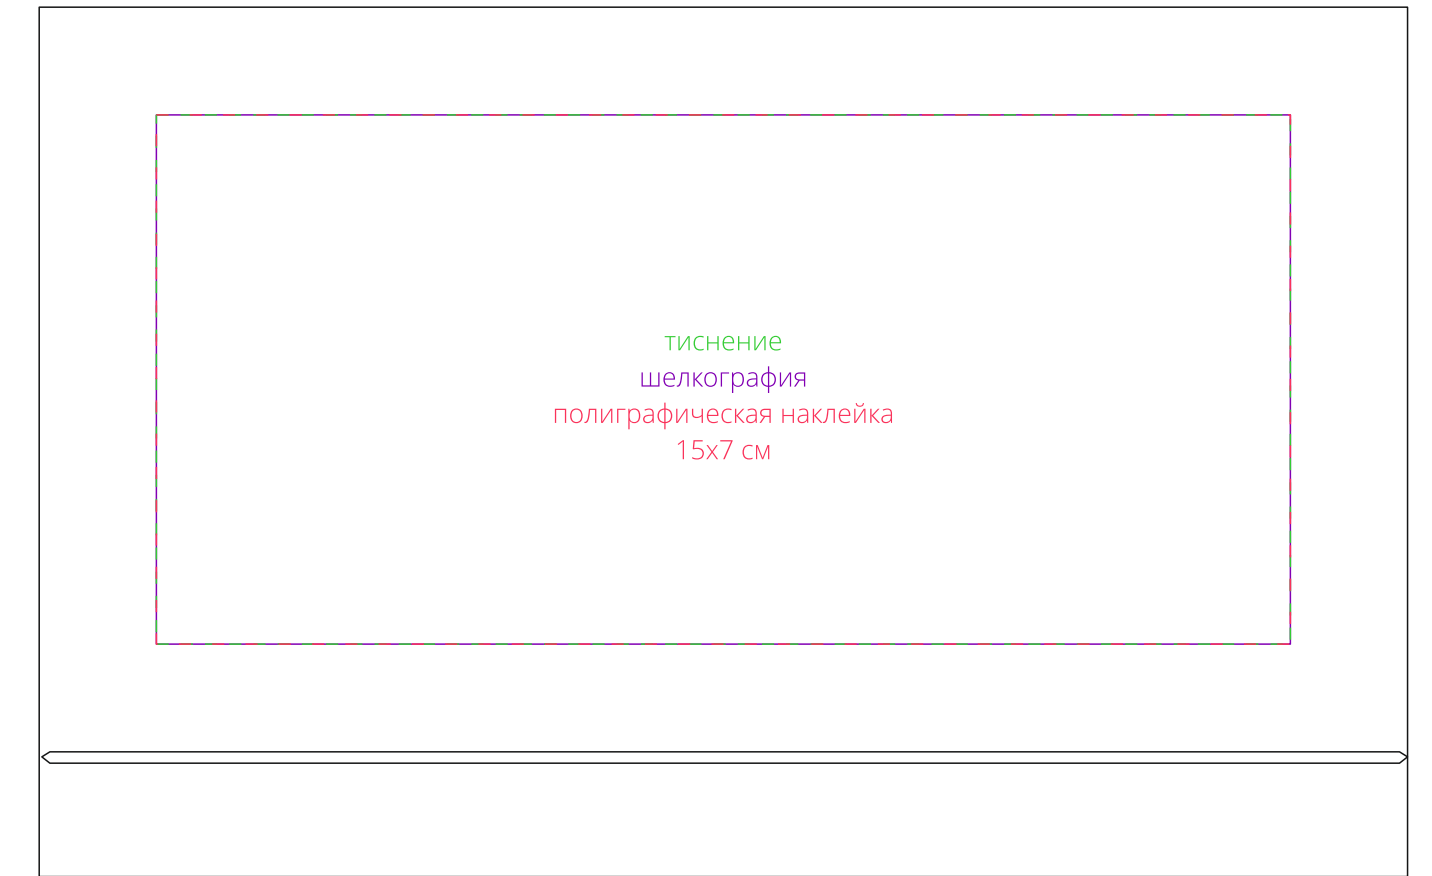 тиснение
шелкография
полиграфическая наклейка
15х7 см